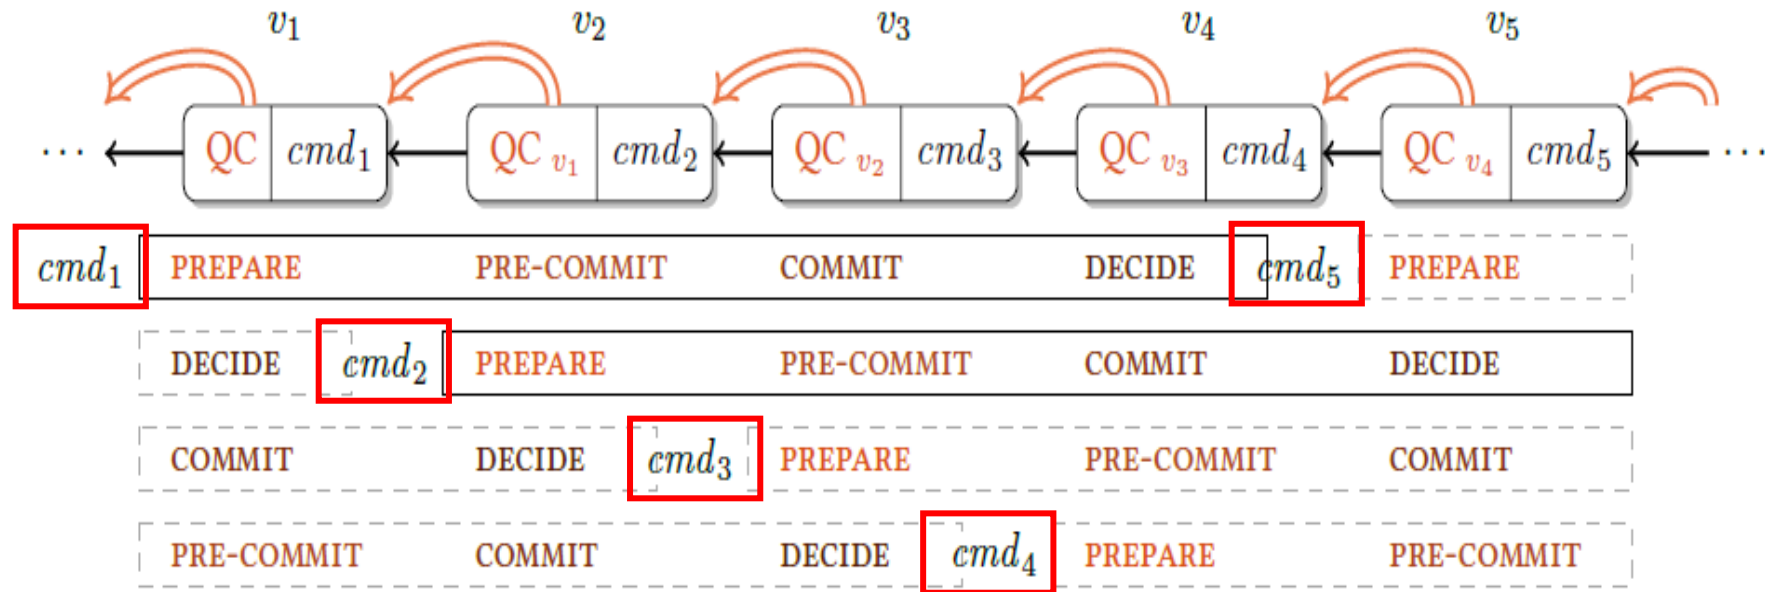 v₁ v₂ v₃ v₄ v₅
··· QC cmd₁ QC v₁ cmd₂ QC v₂ cmd₃ QC v₃ cmd₄ QC v₄ cmd₅ ···
cmd₁ PREPARE PRE-COMMIT COMMIT DECIDE cmd₅ PREPARE
DECIDE cmd₂ PREPARE PRE-COMMIT COMMIT DECIDE
COMMIT DECIDE cmd₃ PREPARE PRE-COMMIT COMMIT
PRE-COMMIT COMMIT DECIDE cmd₄ PREPARE PRE-COMMIT